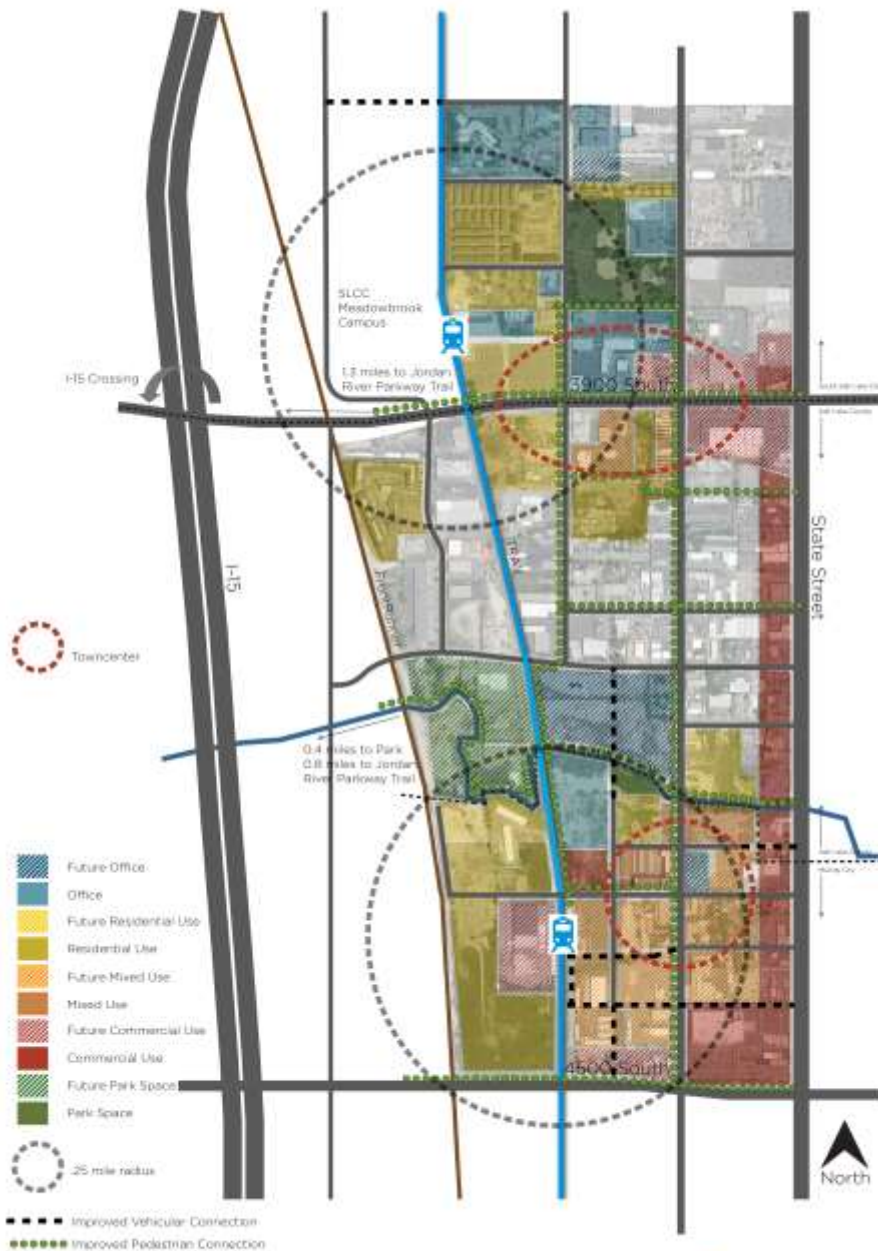 SLCC
Meadowbrook
Campus
I-15 Crossing
1.3 miles to Jordan
River Parkway Trail
3900 South
State Street
I-15
Towncenter
0.4 miles to Park
0.8 miles to Jordan
River Parkway Trail
Future Office
Office
Future Residential Use
Residential Use
Future Mixed Use
Mixed Use
Future Commercial Use
Commercial Use
Future Park Space
Park Space
4500 South
.25 mile radius
North
Improved Vehicular Connection
Improved Pedestrian Connection